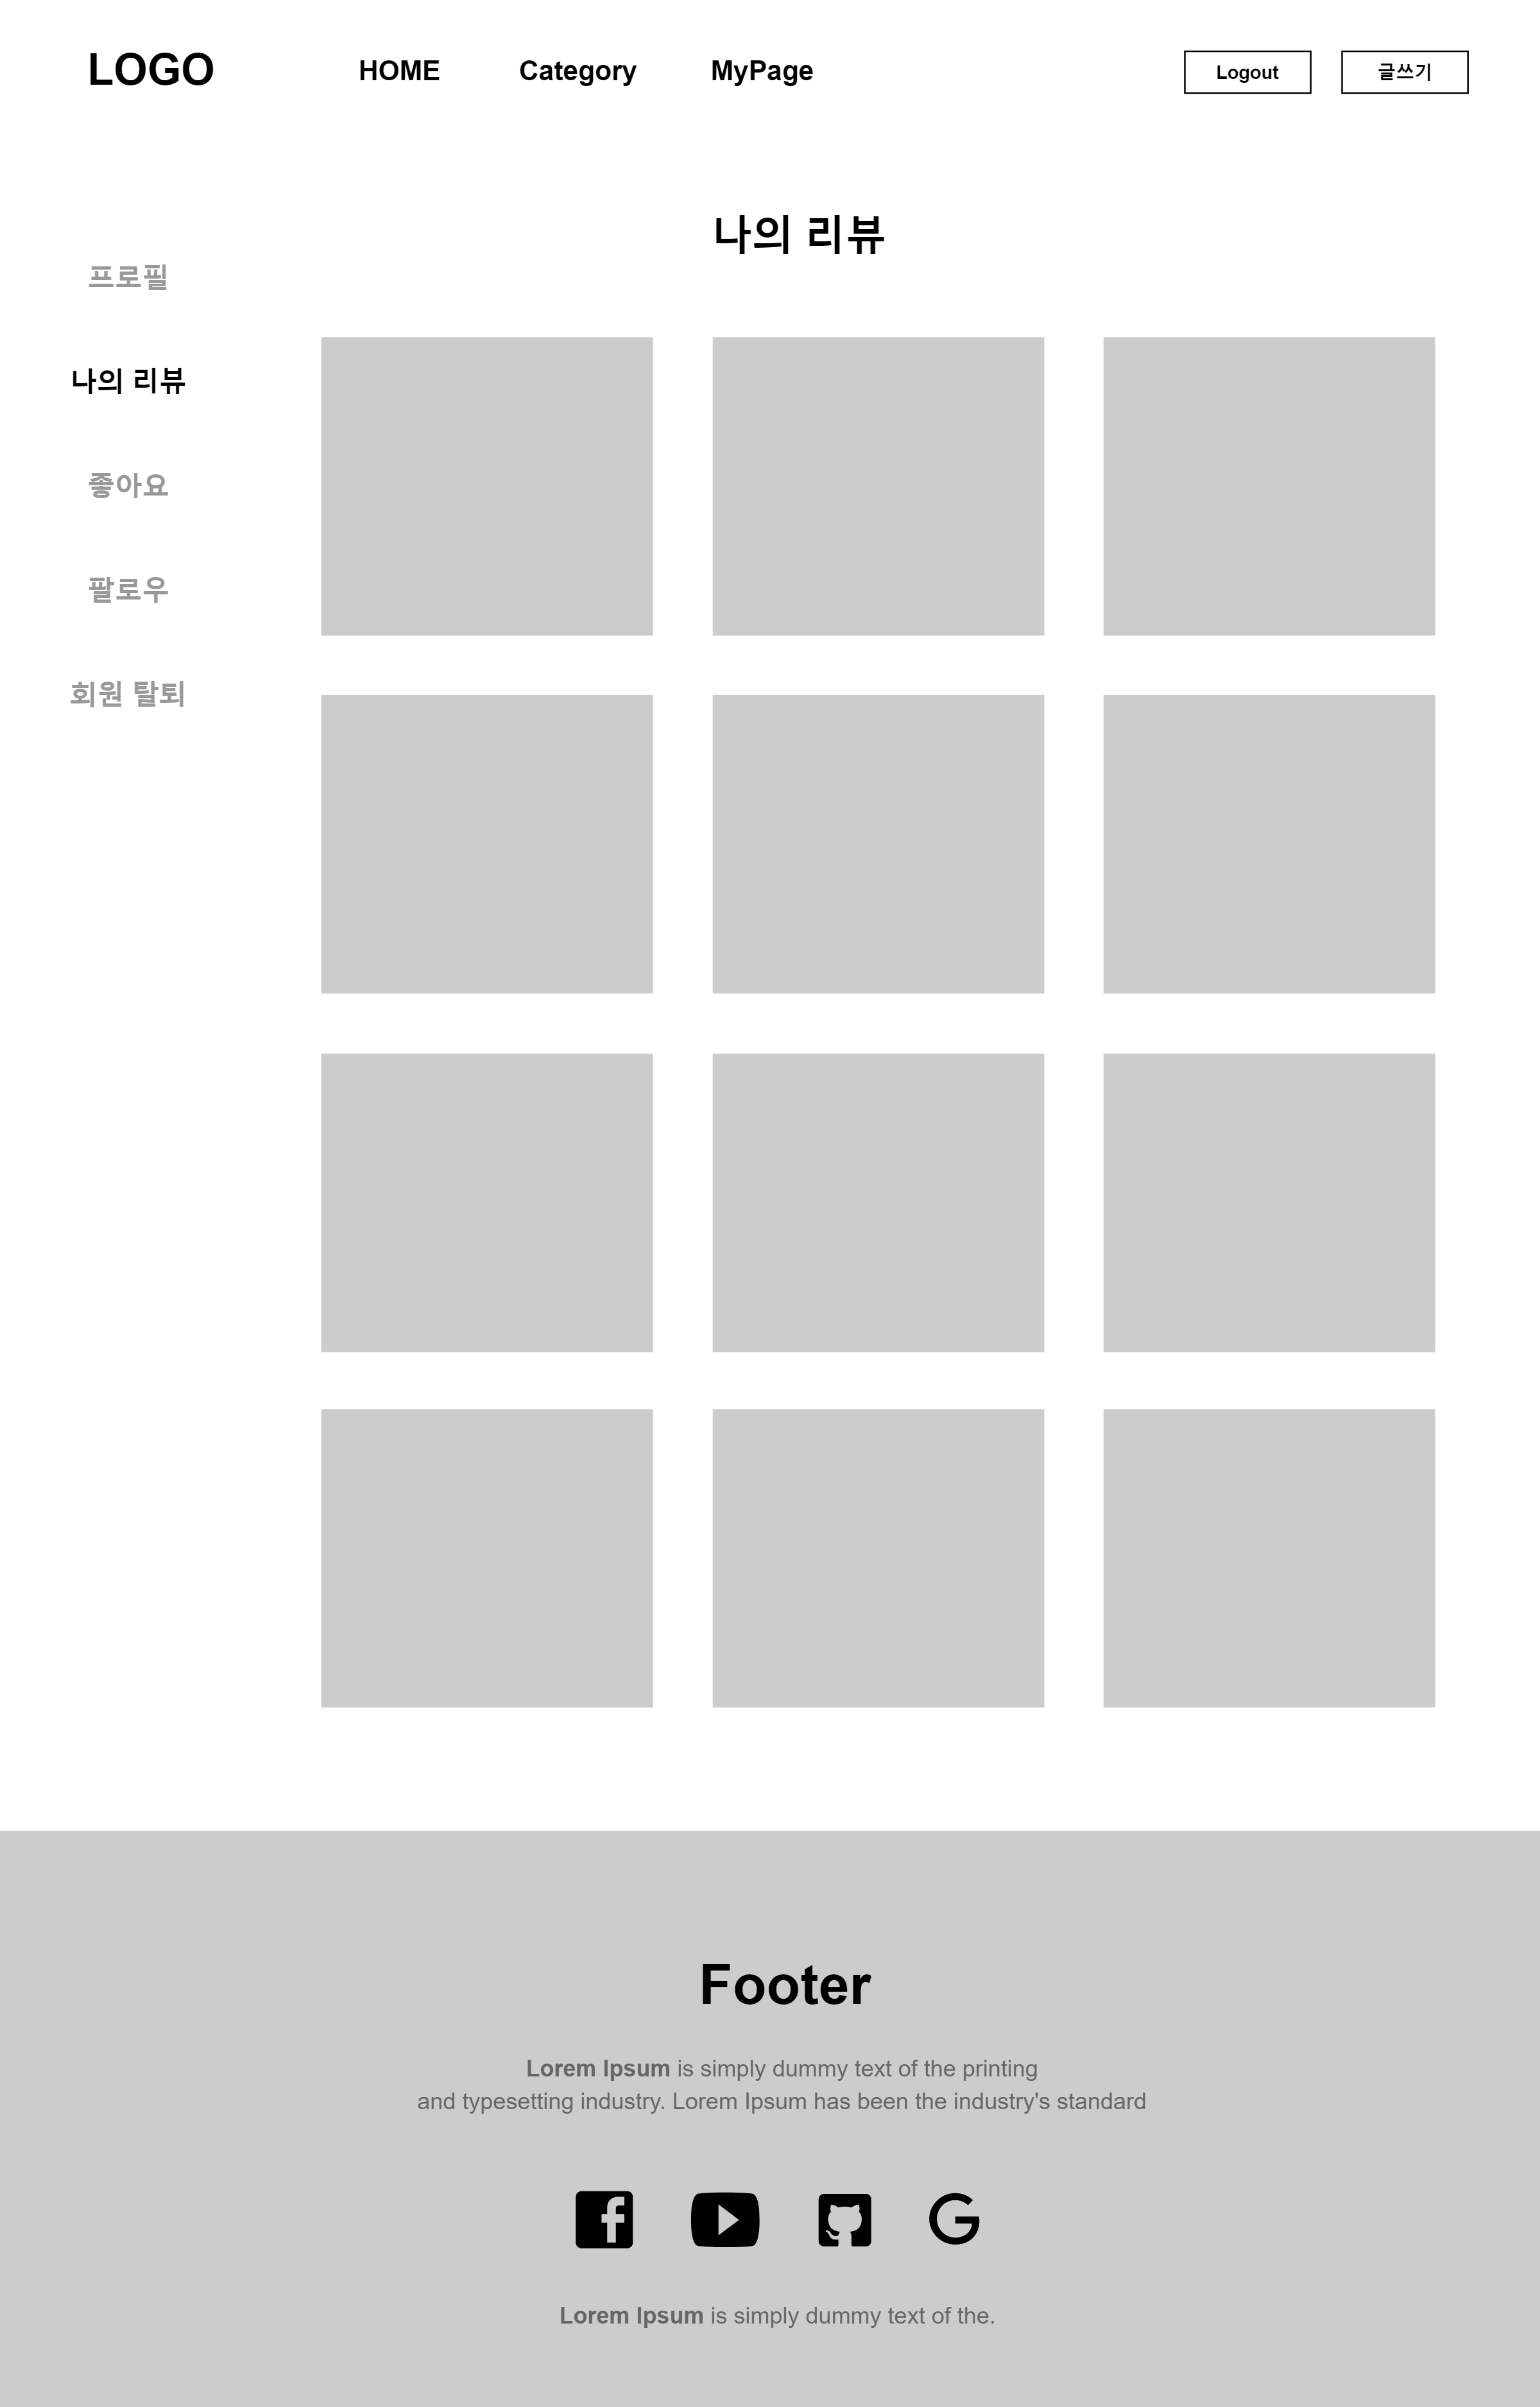 LOGO
HOME
Category
MyPage
Logout
글쓰기
나의 리뷰
프로필
나의 리뷰
좋아요
팔로우
회원 탈퇴
Footer
Lorem Ipsum is simply dummy text of the printing
and typesetting industry. Lorem Ipsum has been the industry's standard
Lorem Ipsum is simply dummy text of the.